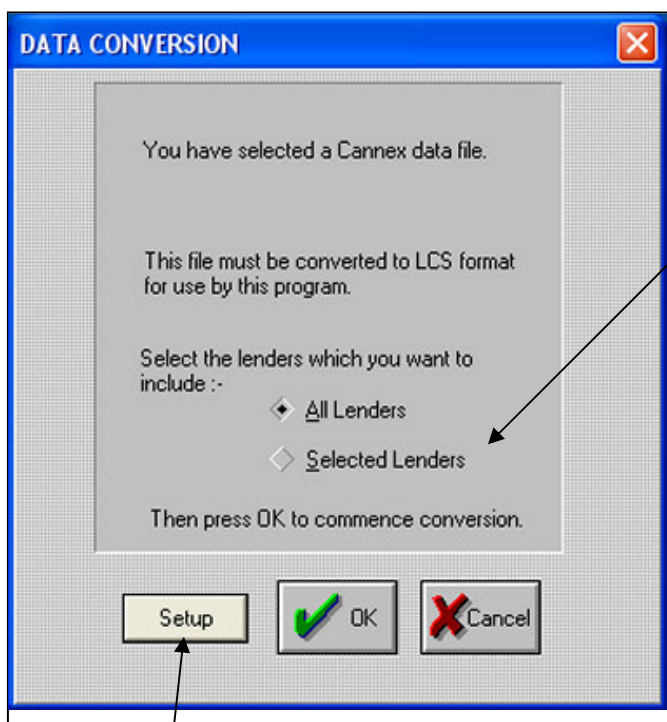 DATA CONVERSION
You have selected a Cannex data file.
This file must be converted to LCS format
for use by this program.
Select the lenders which you want to
include :-
All Lenders
Selected Lenders
Then press OK to commence conversion.
Setup
OK
Cancel